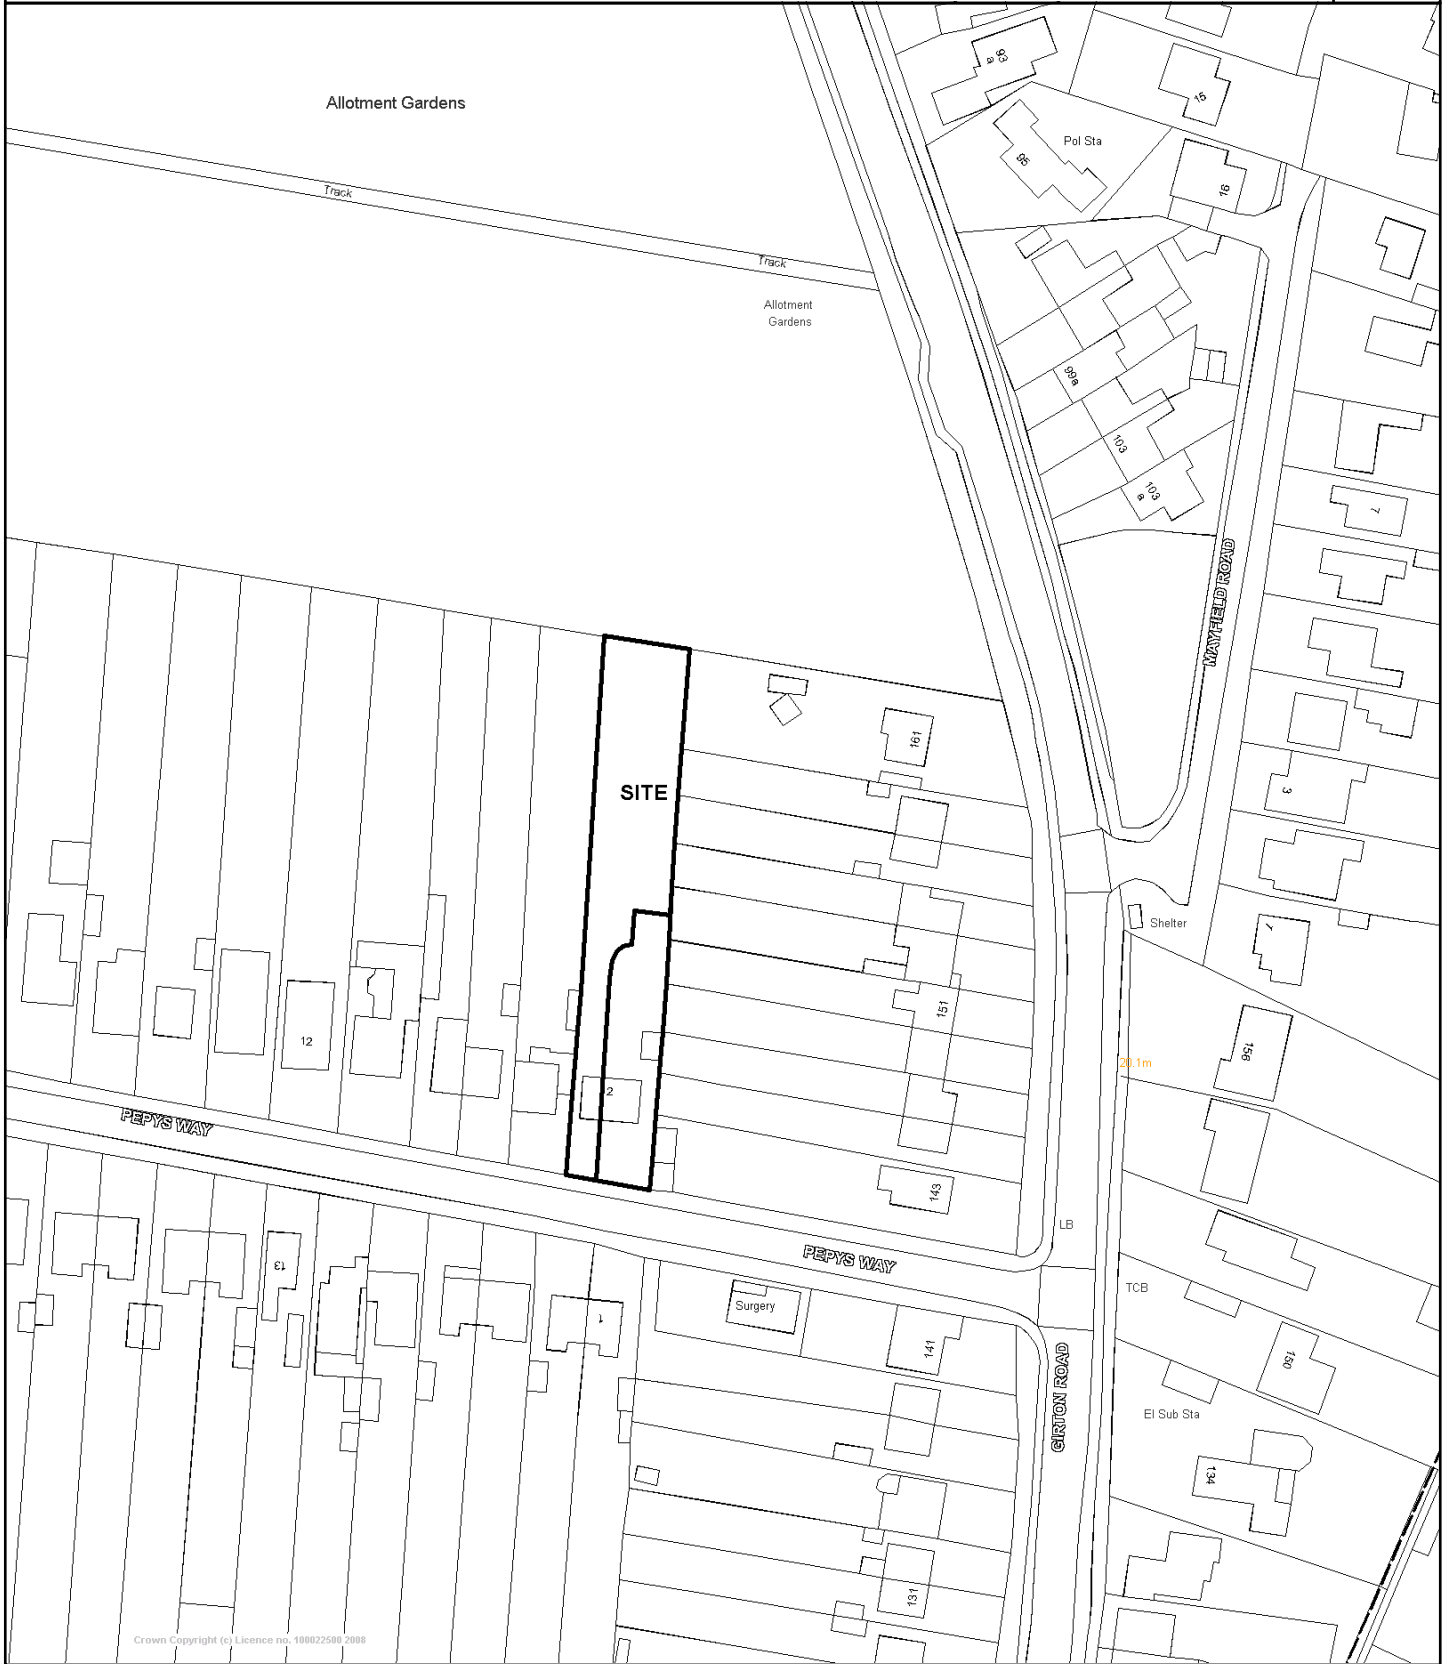 93
a
15
Allotment Gardens
Pol Sta
95
16
Track
Track
Allotment
Gardens
99a
103
103
a
7
MAYFIELD ROAD
161
3
SITE
Shelter
1
151
12
156
20.1m
2
PEPYS WAY
143
LB
PEPYS WAY
13
TCB
Surgery
1
141
150
GIRTON ROAD
El Sub Sta
134
131
Crown Copyright (c) Licence no. 100022500 2008